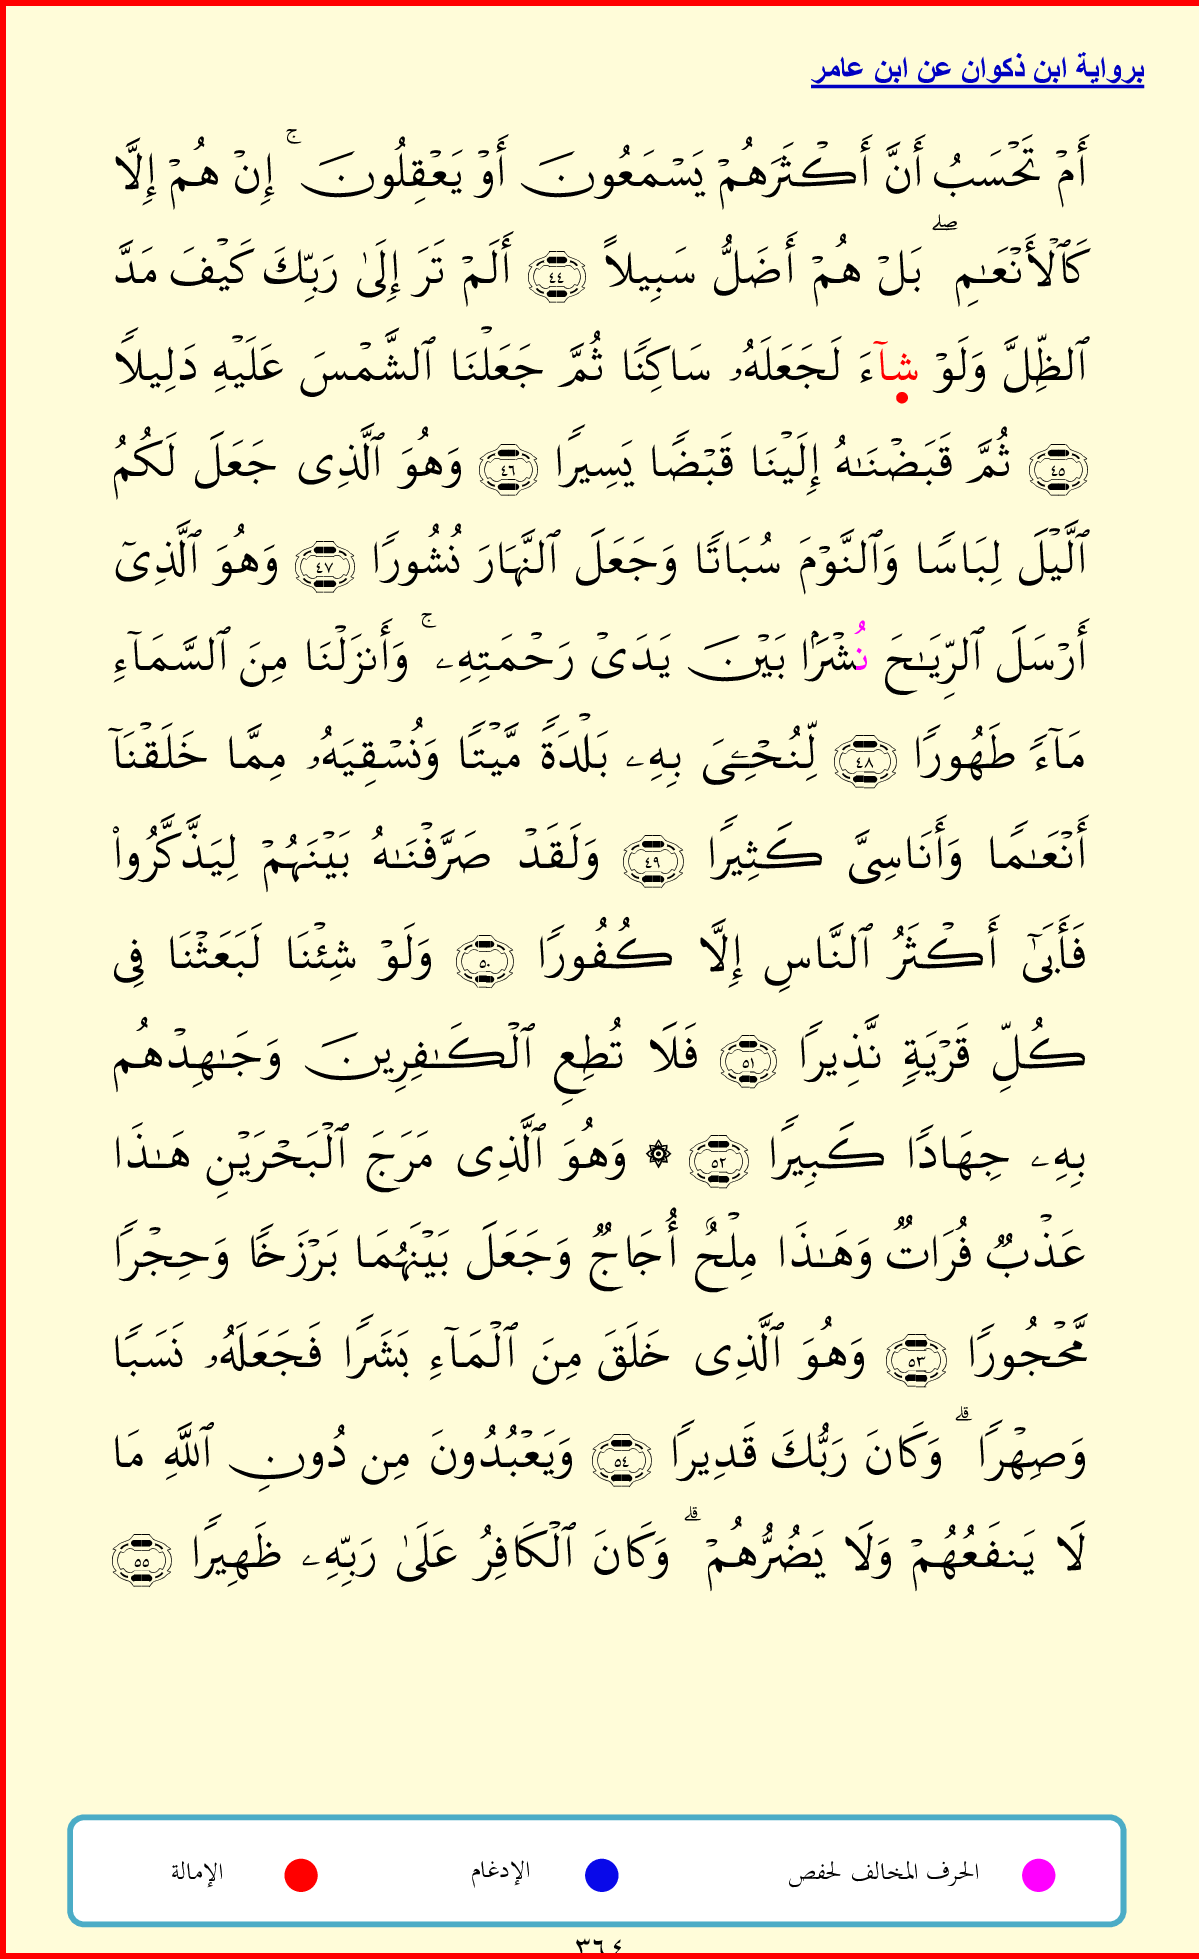 برواية ابن ذكوان عن ابن عامر
أَمۡ تَحۡسَبُ أَنَّ أَكۡثَرَهُمۡ يَسۡمَعُونَ أَوۡ يَعۡقِلُونَۚ إِنۡ هُمۡ إِلَّا
كَٱلۡأَنۡعَـٰمِۖ بَلۡ هُمۡ أَضَلُّ سَبِيلًا ٤٤ أَلَمۡ تَرَ إِلَىٰ رَبِّكَ كَيۡفَ مَدَّ
ٱلظِّلَّ وَلَوۡ شآءَ لَجَعَلَهُۥ سَاكِنًا ثُمَّ جَعَلۡنَا ٱلشَّمۡسَ عَلَيۡهِ دَلِيلًا
٤٥ ثُمَّ قَبَضۡنَـٰهُ إِلَيۡنَا قَبۡضًا يَسِيرًا ٤٦ وَهُوَ ٱلَّذِى جَعَلَ لَكُمُ
ٱلَّيۡلَ لِبَاسًا وَٱلنَّوۡمَ سُبَاتًا وَجَعَلَ ٱلنَّهَارَ نُشُورًا ٤٧ وَهُوَ ٱلَّذِىٓ
أَرۡسَلَ ٱلرِّيَـٰحَ نُشۡرَۢا بَيۡنَ يَدَىۡ رَحۡمَتِهِۦۚ وَأَنزَلۡنَا مِنَ ٱلسَّمَآءِ
مَآءً طَهُورًا ٤٨ لِّنُحۡـِۧىَ بِهِۦ بَلۡدَةً مَّيۡتًا وَنُسۡقِيَهُۥ مِمَّا خَلَقۡنَآ
أَنۡعَـٰمًا وَأَنَاسِىَّ كَثِيرًا ٤٩ وَلَقَدۡ صَرَّفۡنَـٰهُ بَيۡنَهُمۡ لِيَذَّكَّرُوا۟
فَأَبَىٰٓ أَكۡثَرُ ٱلنَّاسِ إِلَّا كُفُورًا ٥٠ وَلَوۡ شِئۡنَا لَبَعَثۡنَا فِى
كُلِّ قَرۡيَةٍ نَّذِيرًا ٥١ فَلَا تُطِعِ ٱلۡكَـٰفِرِينَ وَجَـٰهِدۡهُم
بِهِۦ جِهَادًا كَبِيرًا ٥٢ ۞ وَهُوَ ٱلَّذِى مَرَجَ ٱلۡبَحۡرَيۡنِ هَـٰذَا
عَذۡبٌ فُرَاتٌ وَهَـٰذَا مِلۡحٌ أُجَاجٌ وَجَعَلَ بَيۡنَهُمَا بَرۡزَخًا وَحِجۡرًا
مَّحۡجُورًا ٥٣ وَهُوَ ٱلَّذِى خَلَقَ مِنَ ٱلۡمَآءِ بَشَرًا فَجَعَلَهُۥ نَسَبًا
وَصِهۡرًاۗ وَكَانَ رَبُّكَ قَدِيرًا ٥٤ وَيَعۡبُدُونَ مِن دُونِ ٱللَّهِ مَا
لَا يَنفَعُهُمۡ وَلَا يَضُرُّهُمۡۗ وَكَانَ ٱلۡكَافِرُ عَلَىٰ رَبِّهِۦ ظَهِيرًا ٥٥
الحرف المخالف لحفص الإدغام الإمالة
٣٦٤